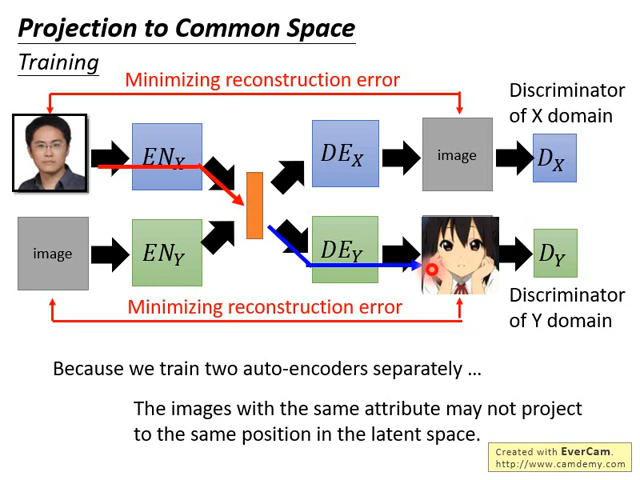 Projection to Common Space
Training
Minimizing reconstruction error
Discriminator
of X domain
EN_X
DE_X
image
D_X
image
EN_Y
DE_Y
D_Y
Minimizing reconstruction error
Discriminator
of Y domain
Because we train two auto-encoders separately …
The images with the same attribute may not project
to the same position in the latent space.
Created with EverCam.
http://www.camdemy.com